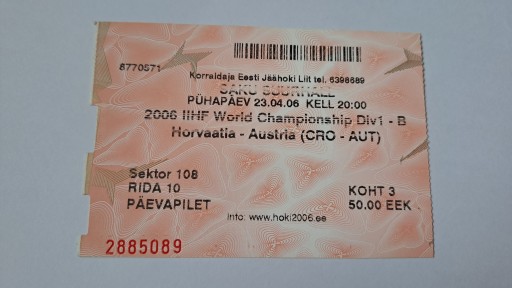 8770571
Korraldaja Eesti Jäähoki Liit tel. 6398689
SAKU SUURHALL
PÜHAPÄEV 23.04.06 KELL 20:00
2006 IIHF World Championship Div1 - B
Horvaatia - Austria (CRO - AUT)
Sektor 108
RIDA 10 KOHT 3
PÄEVAPILET 50.00 EEK
Info: www.hoki2006.ee
2885089